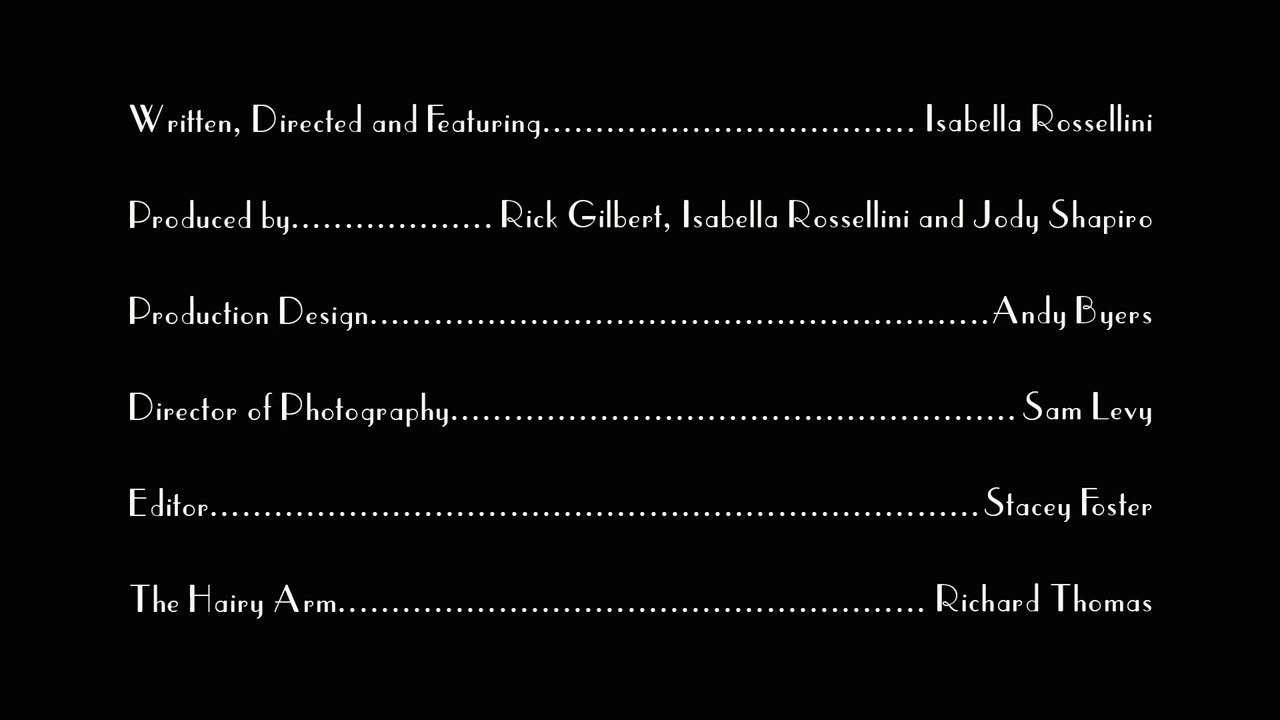 Written, Directed and Featuring................................... Isabella Rossellini
Produced by................... Rick Gilbert, Isabella Rossellini and Jody Shapiro
Production Design..........................................................Andy Byers
Director of Photography..................................................... Sam Levy
Editor........................................................................Stacey Foster
The Hairy Arm....................................................... Richard Thomas